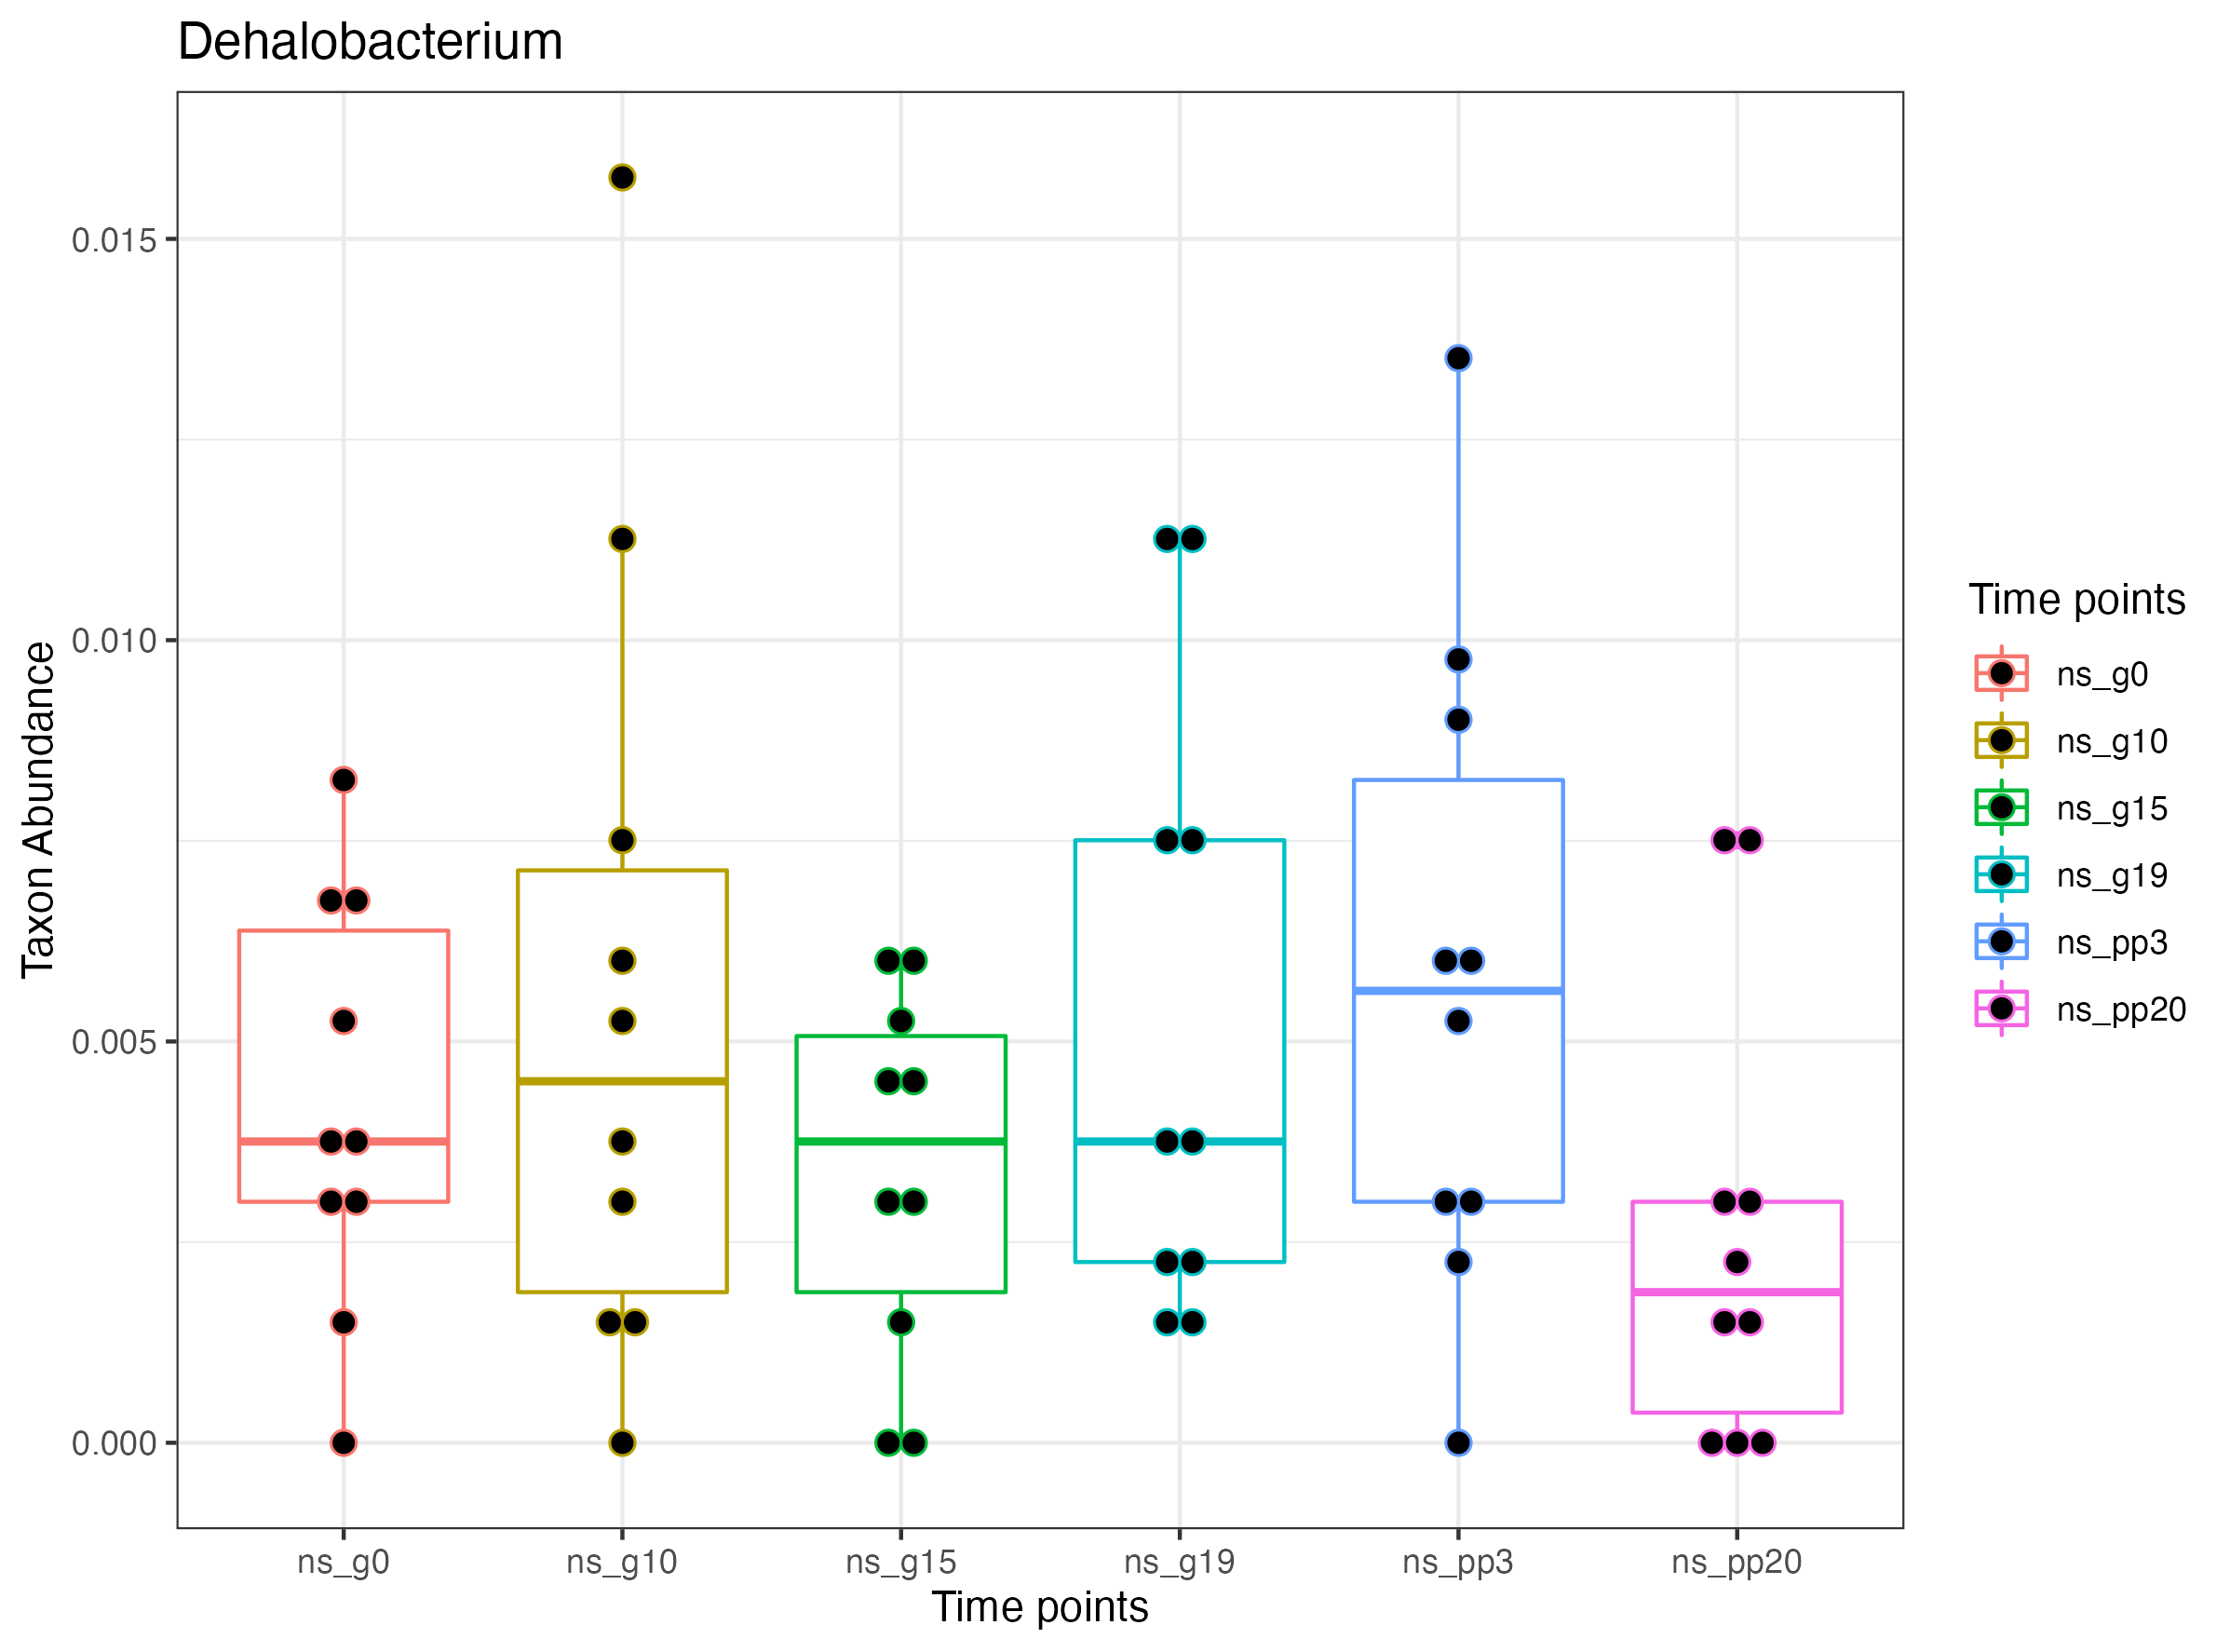 Dehalobacterium
Taxon Abundance
0.015
0.010
0.005
0.000
ns_g0
ns_g10
ns_g15
ns_g19
ns_pp3
ns_pp20
Time points
Time points
ns_g0
ns_g10
ns_g15
ns_g19
ns_pp3
ns_pp20